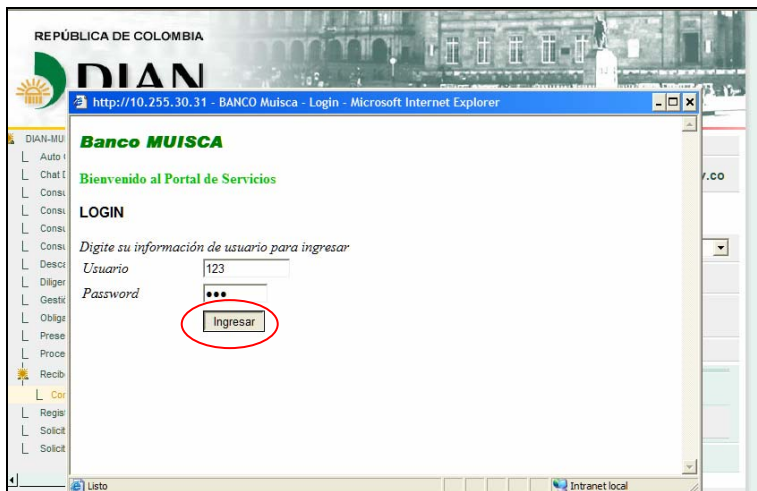 REPÚBLICA DE COLOMBIA
DIAN
http://10.255.30.31 - BANCO Muisca - Login - Microsoft Internet Explorer
Banco MUISCA
Bienvenido al Portal de Servicios
LOGIN
Digite su información de usuario para ingresar
Usuario 123
Password •••
Ingresar
DIAN-MU
Auto
Chat
Consu
Consu
Consu
Consu
Desca
Diliger
Gestió
Obliga
Prese
Proce
Recib
Con
Regis
Solicit
Solicit
.co
Listo
Intranet local